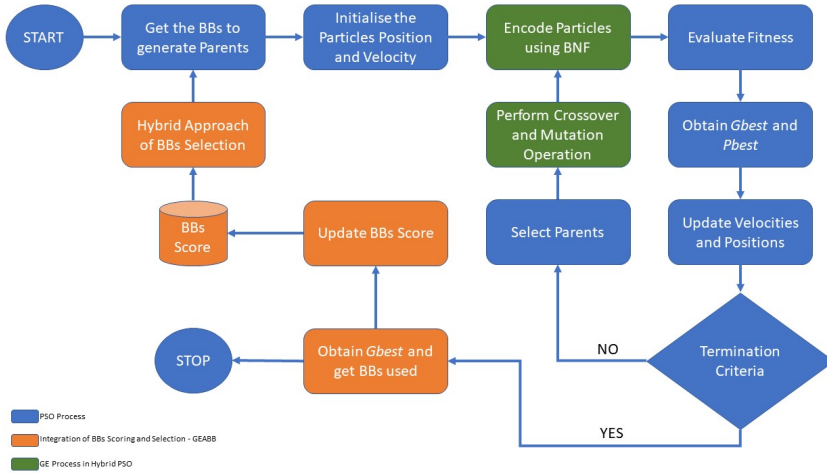 START
Get the BBs to
generate Parents
Initialise the
Particles Position
and Velocity
Encode Particles
using BNF
Evaluate Fitness
Hybrid Approach
of BBs Selection
Perform Crossover
and Mutation
Operation
Obtain Gbest and
Pbest
BBs
Score
Update BBs Score
Select Parents
Update Velocities
and Positions
STOP
Obtain Gbest and
get BBs used
NO
Termination
Criteria
YES
PSO Process
Integration of BBs Scoring and Selection - GEABB
GE Process in Hybrid PSO